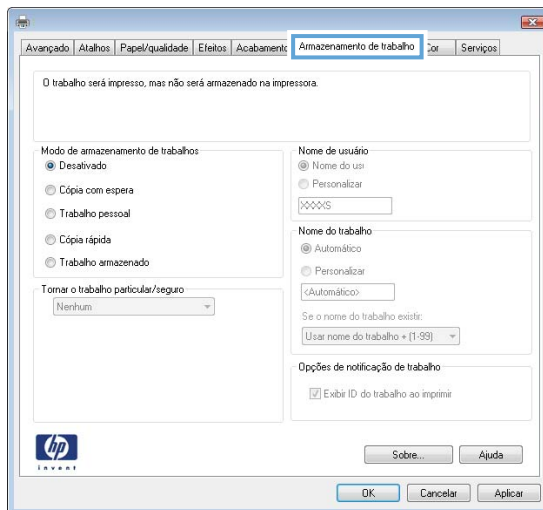 Avançado Atalhos Papel/qualidade Efeitos Acabamento Armazenamento de trabalho Cor Serviços
O trabalho será impresso, mas não será armazenado na impressora.
Modo de armazenamento de trabalhos
Desativado
Cópia com espera
Trabalho pessoal
Cópia rápida
Trabalho armazenado
Tornar o trabalho particular/seguro
Nenhum
Nome de usuário
Nome do usi
Personalizar
XXXXS
Nome do trabalho
Automático
Personalizar
<Automático>
Se o nome do trabalho existir:
Usar nome do trabalho + (1-99)
Opções de notificação de trabalho
Exibir ID do trabalho ao imprimir
hp
invent
Sobre... Ajuda
OK Cancelar Aplicar